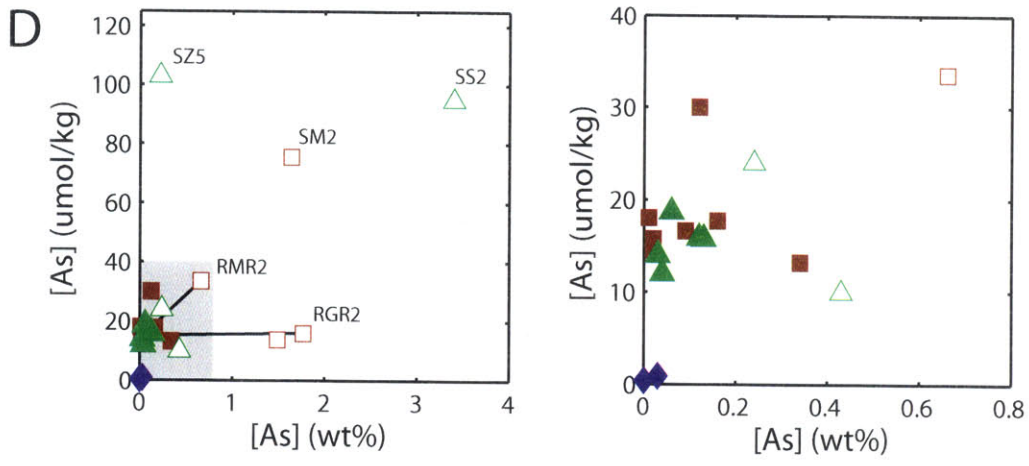 D
120
100
80
60
40
20
0
[As] (umol/kg)
SZ5
SS2
SM2
RMR2
RGR2
0 1 2 3 4
[As] (wt%)
40
30
20
10
0
[As] (umol/kg)
0 0.2 0.4 0.6 0.8
[As] (wt%)